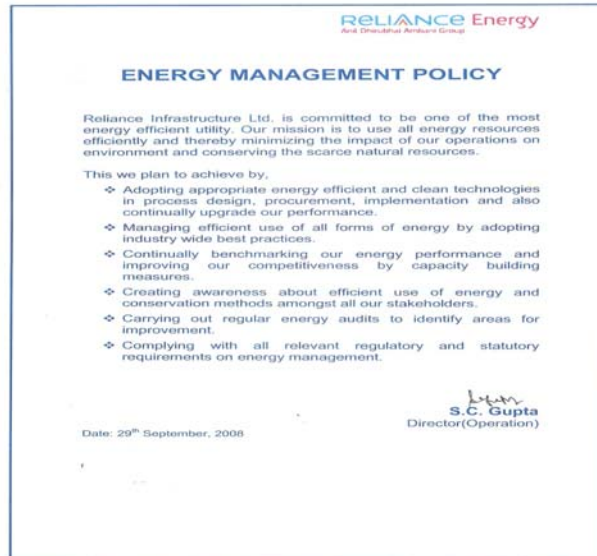 RELIANCE Energy
Anil Dhirubhai Ambani Group
ENERGY MANAGEMENT POLICY
Reliance Infrastructure Ltd. is committed to be one of the most
energy efficient utility. Our mission is to use all energy resources
efficiently and thereby minimizing the impact of our operations on
environment and conserving the scarce natural resources.
This we plan to achieve by,
❖ Adopting appropriate energy efficient and clean technologies
in process design, procurement, implementation and also
continually upgrade our performance.
❖ Managing efficient use of all forms of energy by adopting
industry wide best practices.
❖ Continually benchmarking our energy performance and
improving our competitiveness by capacity building
measures.
❖ Creating awareness about efficient use of energy and
conservation methods amongst all our stakeholders.
❖ Carrying out regular energy audits to identify areas for
improvement.
❖ Complying with all relevant regulatory and statutory
requirements on energy management.
S.C. Gupta
Director(Operation)
Date: 29th September, 2008